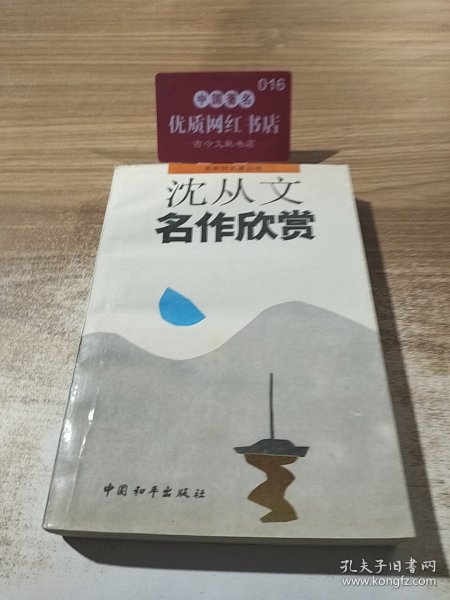 016
中国著名
优质网红书店
古今文轶书店
沈从文
名作欣赏
中国和平出版社
孔夫子旧书网
www.kongfz.com